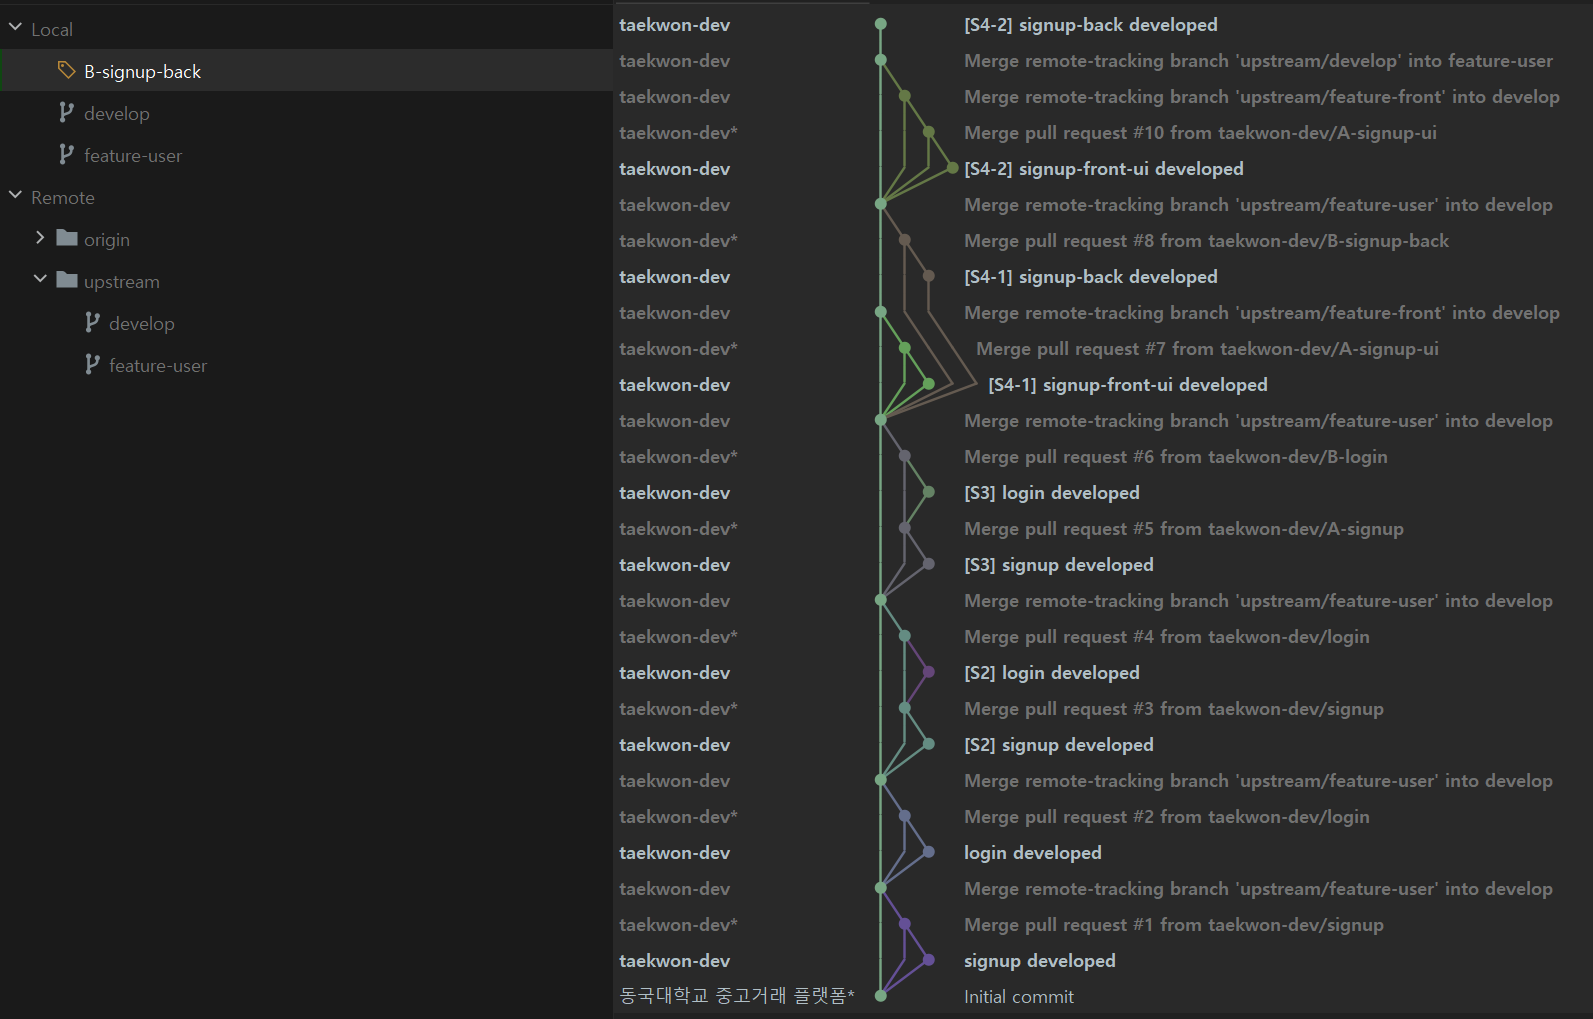 Local
B-signup-back
develop
feature-user
Remote
origin
upstream
develop
feature-user
taekwon-dev [S4-2] signup-back developed
taekwon-dev Merge remote-tracking branch 'upstream/develop' into feature-user
taekwon-dev Merge remote-tracking branch 'upstream/feature-front' into develop
taekwon-dev* Merge pull request #10 from taekwon-dev/A-signup-ui
taekwon-dev [S4-2] signup-front-ui developed
taekwon-dev Merge remote-tracking branch 'upstream/feature-user' into develop
taekwon-dev* Merge pull request #8 from taekwon-dev/B-signup-back
taekwon-dev [S4-1] signup-back developed
taekwon-dev Merge remote-tracking branch 'upstream/feature-front' into develop
taekwon-dev* Merge pull request #7 from taekwon-dev/A-signup-ui
taekwon-dev [S4-1] signup-front-ui developed
taekwon-dev Merge remote-tracking branch 'upstream/feature-user' into develop
taekwon-dev* Merge pull request #6 from taekwon-dev/B-login
taekwon-dev [S3] login developed
taekwon-dev* Merge pull request #5 from taekwon-dev/A-signup
taekwon-dev [S3] signup developed
taekwon-dev Merge remote-tracking branch 'upstream/feature-user' into develop
taekwon-dev* Merge pull request #4 from taekwon-dev/login
taekwon-dev [S2] login developed
taekwon-dev* Merge pull request #3 from taekwon-dev/signup
taekwon-dev [S2] signup developed
taekwon-dev Merge remote-tracking branch 'upstream/feature-user' into develop
taekwon-dev* Merge pull request #2 from taekwon-dev/login
taekwon-dev login developed
taekwon-dev Merge remote-tracking branch 'upstream/feature-user' into develop
taekwon-dev* Merge pull request #1 from taekwon-dev/signup
taekwon-dev signup developed
동국대학교 중고거래 플랫폼* Initial commit